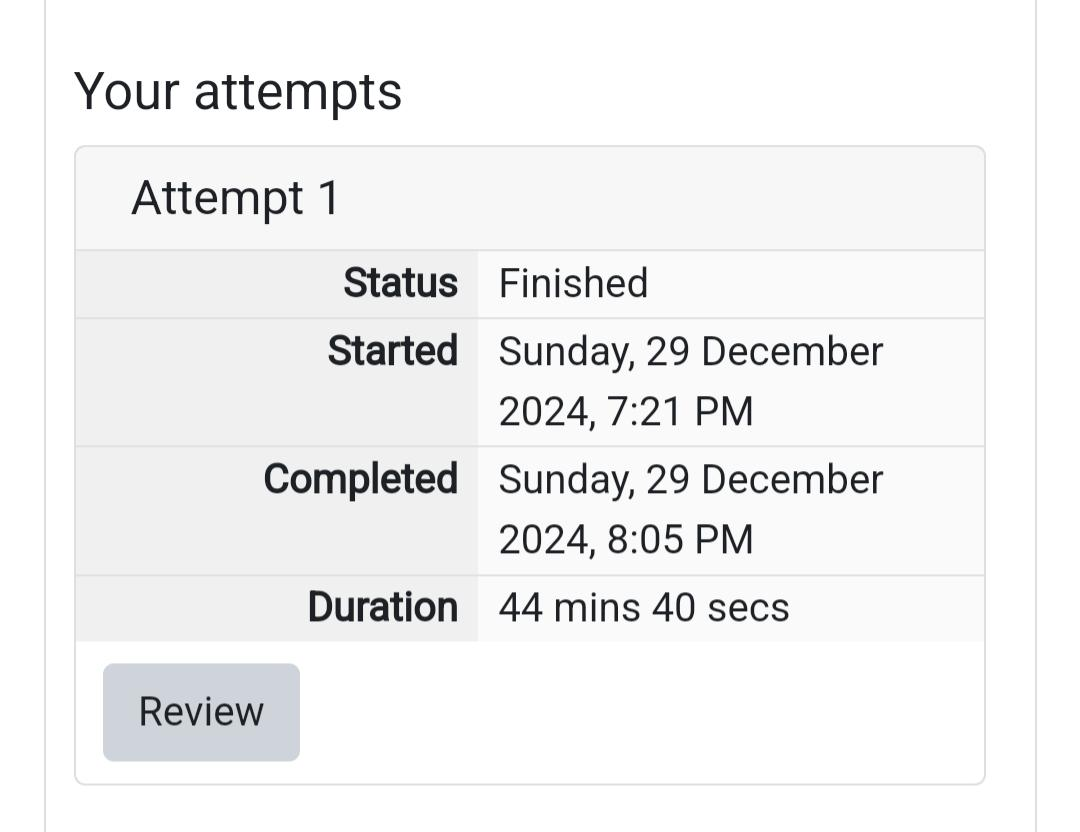 Your attempts
Attempt 1
Status Finished
Started Sunday, 29 December
2024, 7:21 PM
Completed Sunday, 29 December
2024, 8:05 PM
Duration 44 mins 40 secs
Review